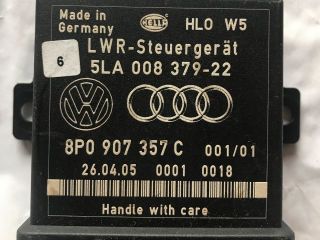 Made in
Germany
HELLA
HLO W5
LWR-Steuergerät
6
5LA 008 379-22
8P0 907 357 C 001/01
26.04.05 0001 0018
Handle with care